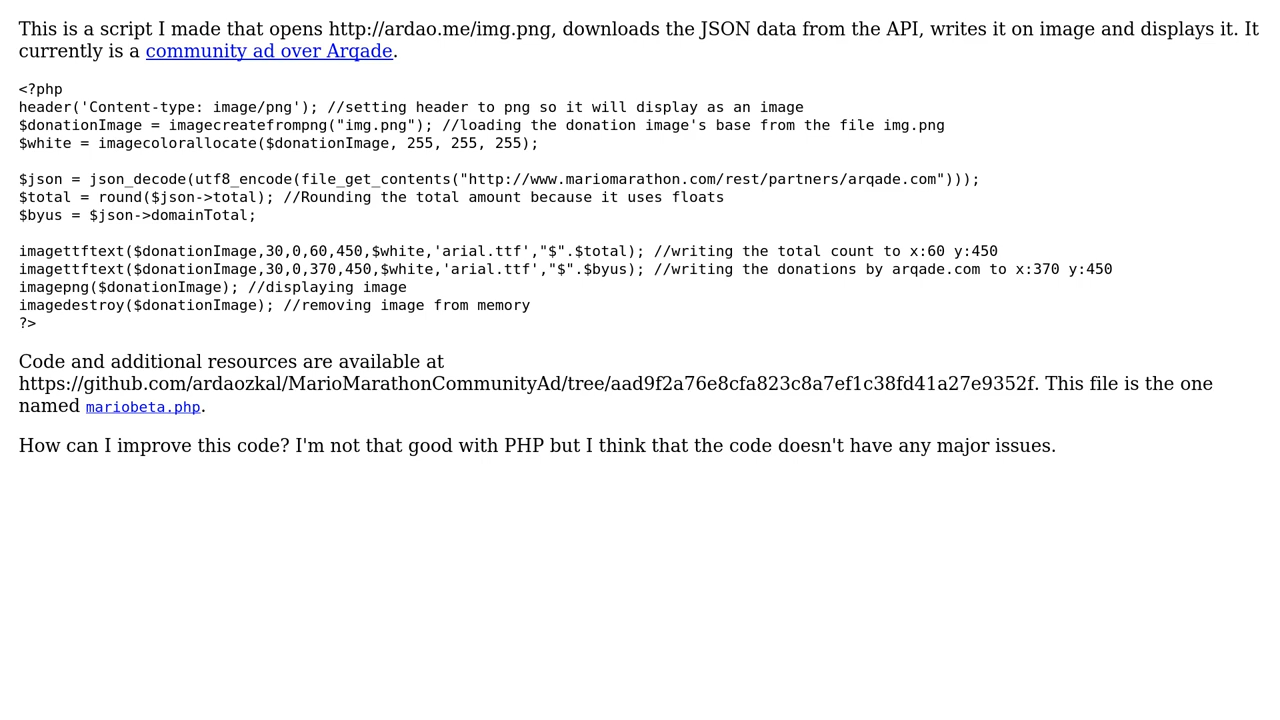 This is a script I made that opens http://ardao.me/img.png, downloads the JSON data from the API, writes it on image and displays it. It
currently is a community ad over Arqade.
<?php
header('Content-type: image/png'); //setting header to png so it will display as an image
$donationImage = imagecreatefrompng("img.png"); //loading the donation image's base from the file img.png
$white = imagecolorallocate($donationImage, 255, 255, 255);
$json = json_decode(utf8_encode(file_get_contents("http://www.mariomarathon.com/rest/partners/arqade.com")));
$total = round($json->total); //Rounding the total amount because it uses floats
$byus = $json->domainTotal;
imagettftext($donationImage,30,0,60,450,$white,'arial.ttf',"$".$total); //writing the total count to x:60 y:450
imagettftext($donationImage,30,0,370,450,$white,'arial.ttf',"$".$byus); //writing the donations by arqade.com to x:370 y:450
imagepng($donationImage); //displaying image
imagedestroy($donationImage); //removing image from memory
?>
Code and additional resources are available at
https://github.com/ardaozkal/MarioMarathonCommunityAd/tree/aad9f2a76e8cfa823c8a7ef1c38fd41a27e9352f. This file is the one
named mariobeta.php.
How can I improve this code? I'm not that good with PHP but I think that the code doesn't have any major issues.